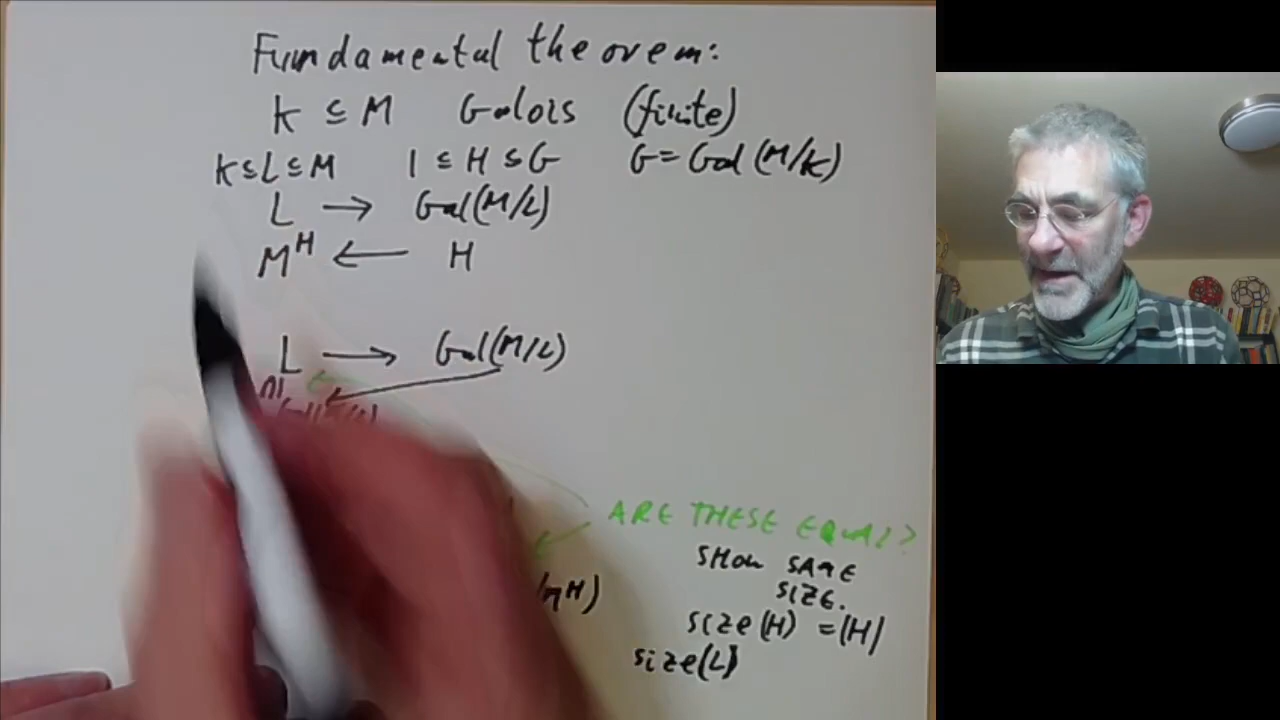 Fundamental theorem:
K ⊆ M Galois (finite)
K ≤ L ≤ M 1 ≤ H ≤ G G = Gal(M/K)
L → Gal(M/L)
M^H ← H
L → Gal(M/L)
∩|
ARE THESE EQUAL?
SHOW SAME
SIZE.
size(H) = |H|
size(L)